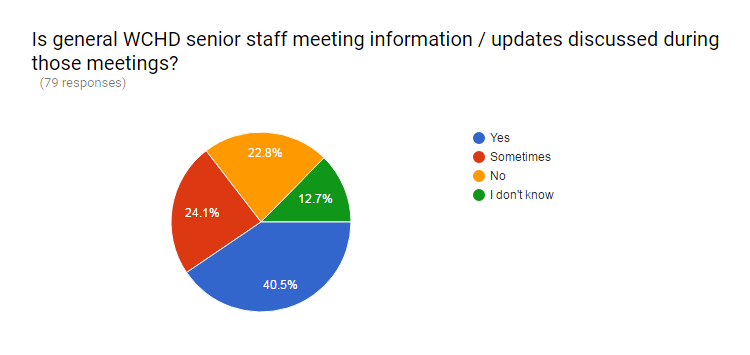 Is general WCHD senior staff meeting information / updates discussed during
those meetings?
(79 responses)
22.8%
12.7%
24.1%
40.5%
Yes
Sometimes
No
I don't know